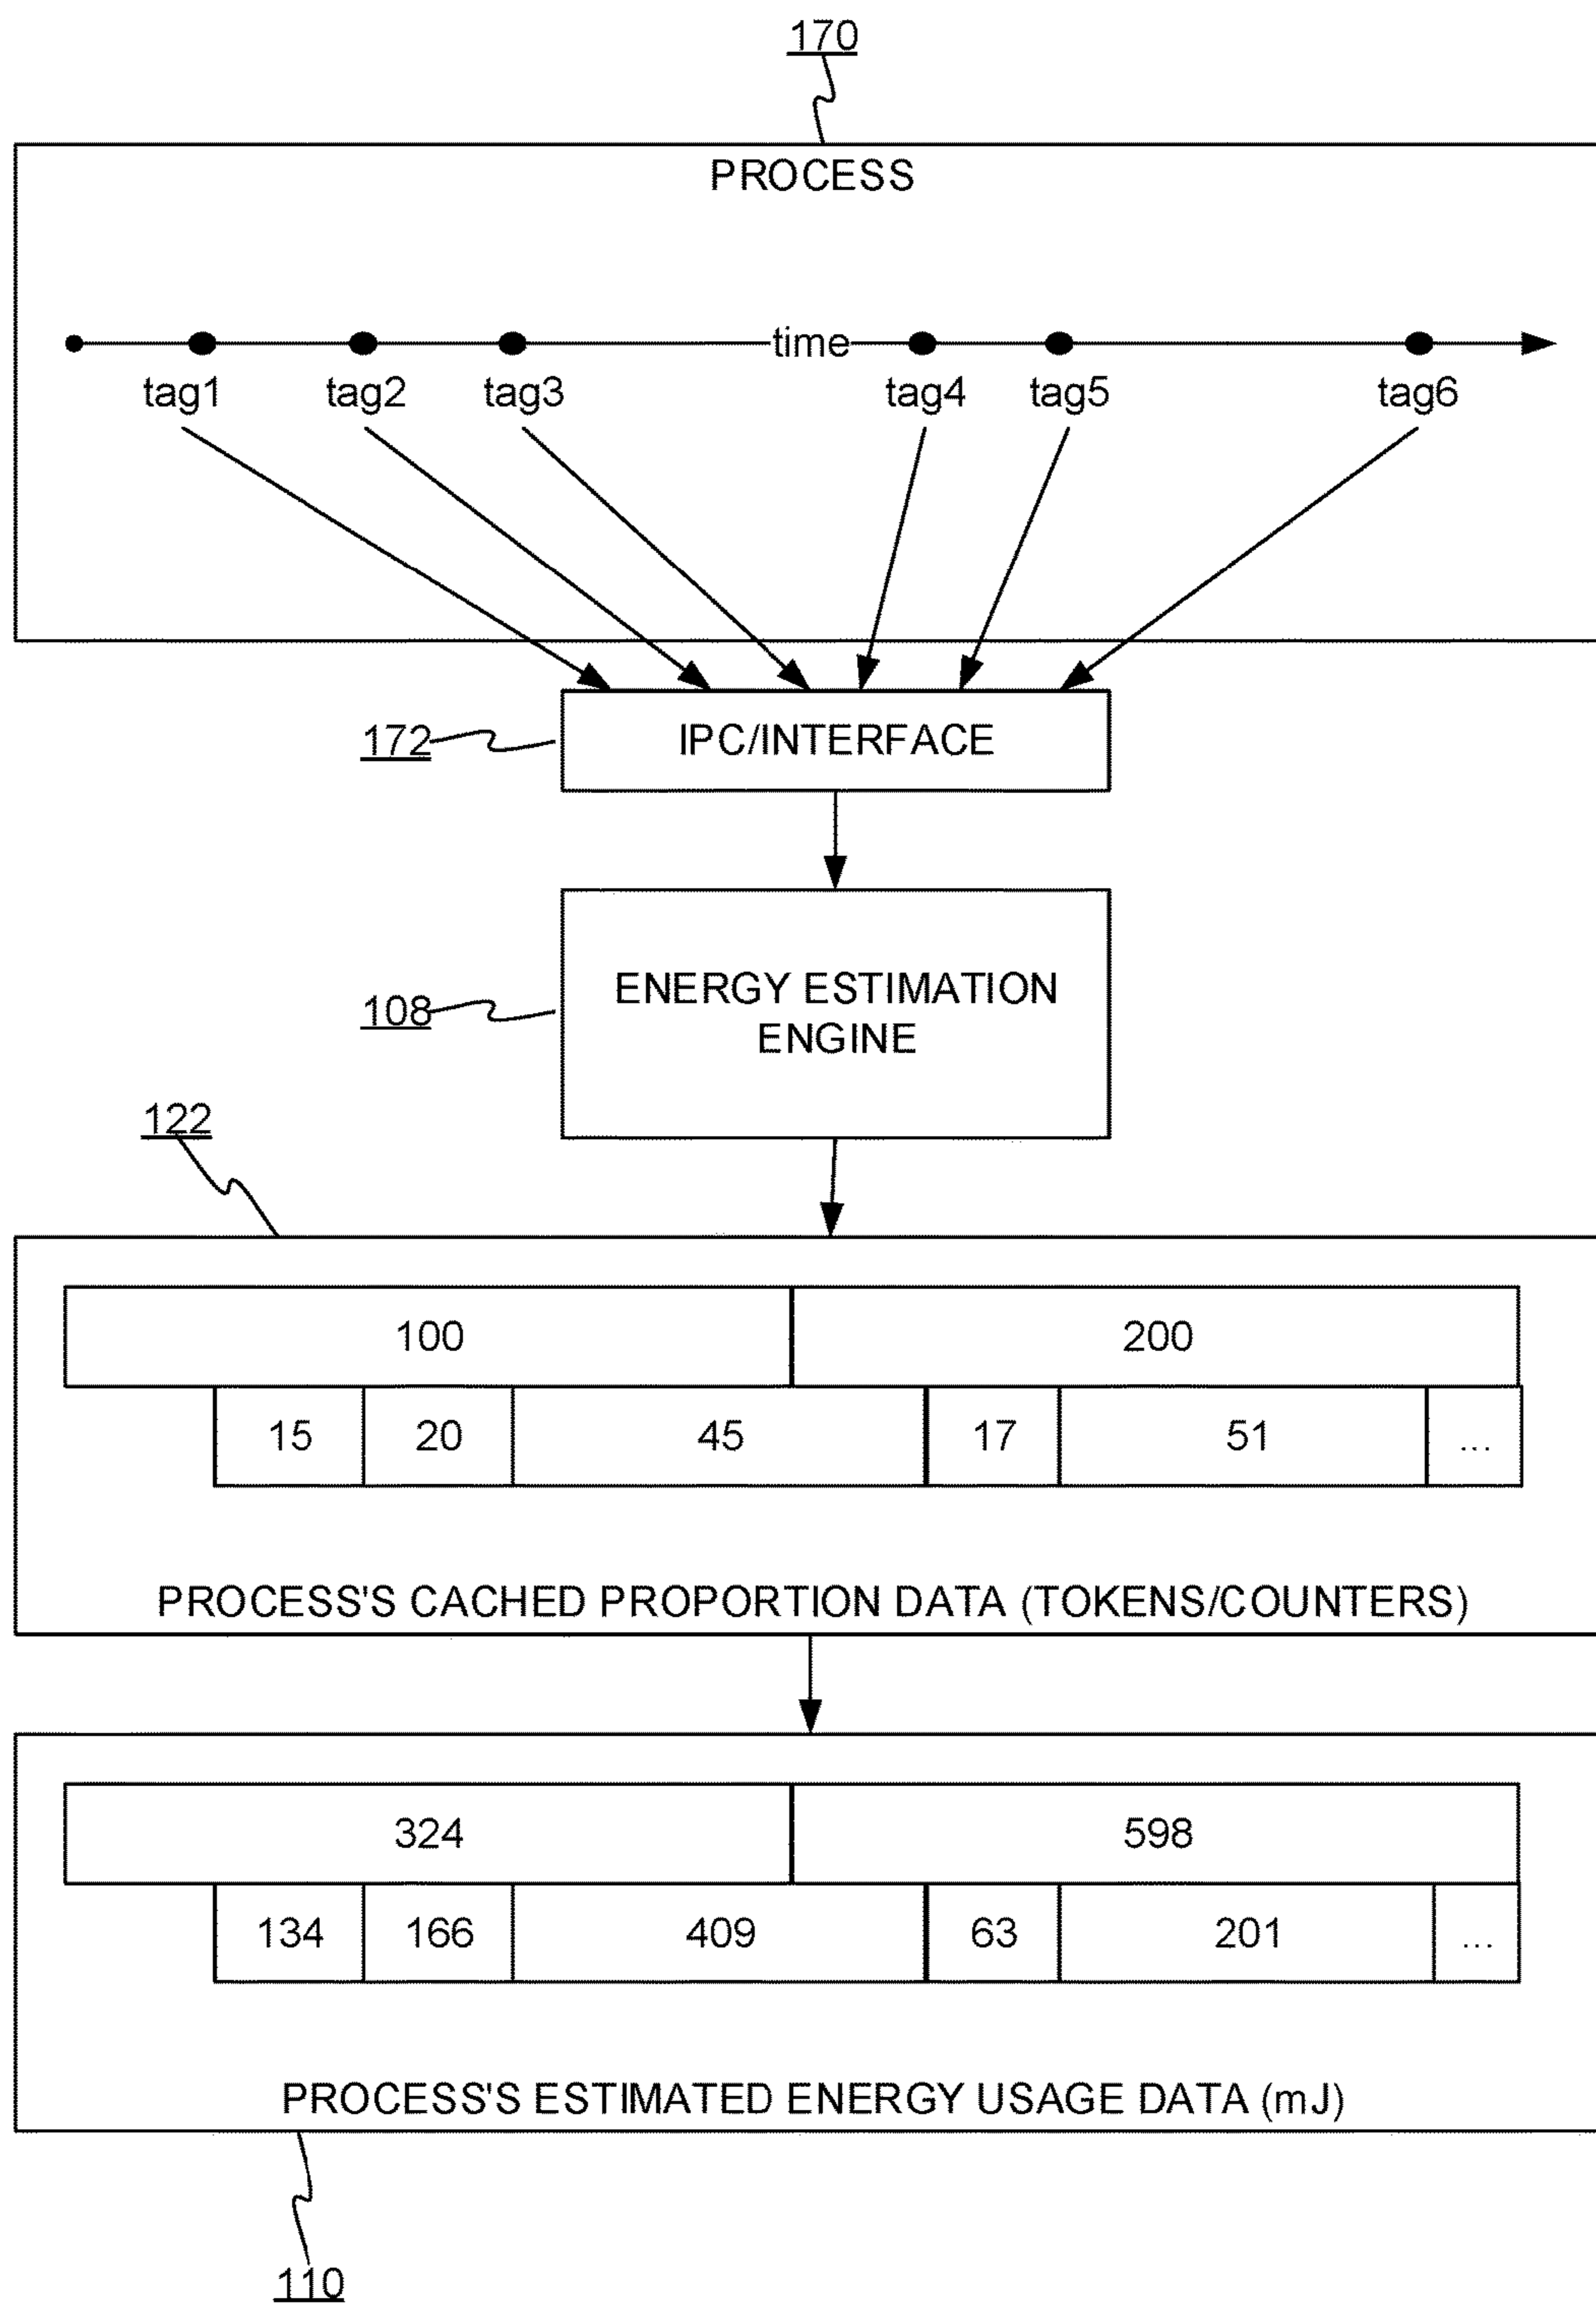 170
PROCESS
time
tag1 tag2 tag3 tag4 tag5 tag6
172 IPC/INTERFACE
108 ENERGY ESTIMATION
ENGINE
122
100 200
15 20 45 17 51 ...
PROCESS'S CACHED PROPORTION DATA (TOKENS/COUNTERS)
324 598
134 166 409 63 201 ...
PROCESS'S ESTIMATED ENERGY USAGE DATA (mJ)
110